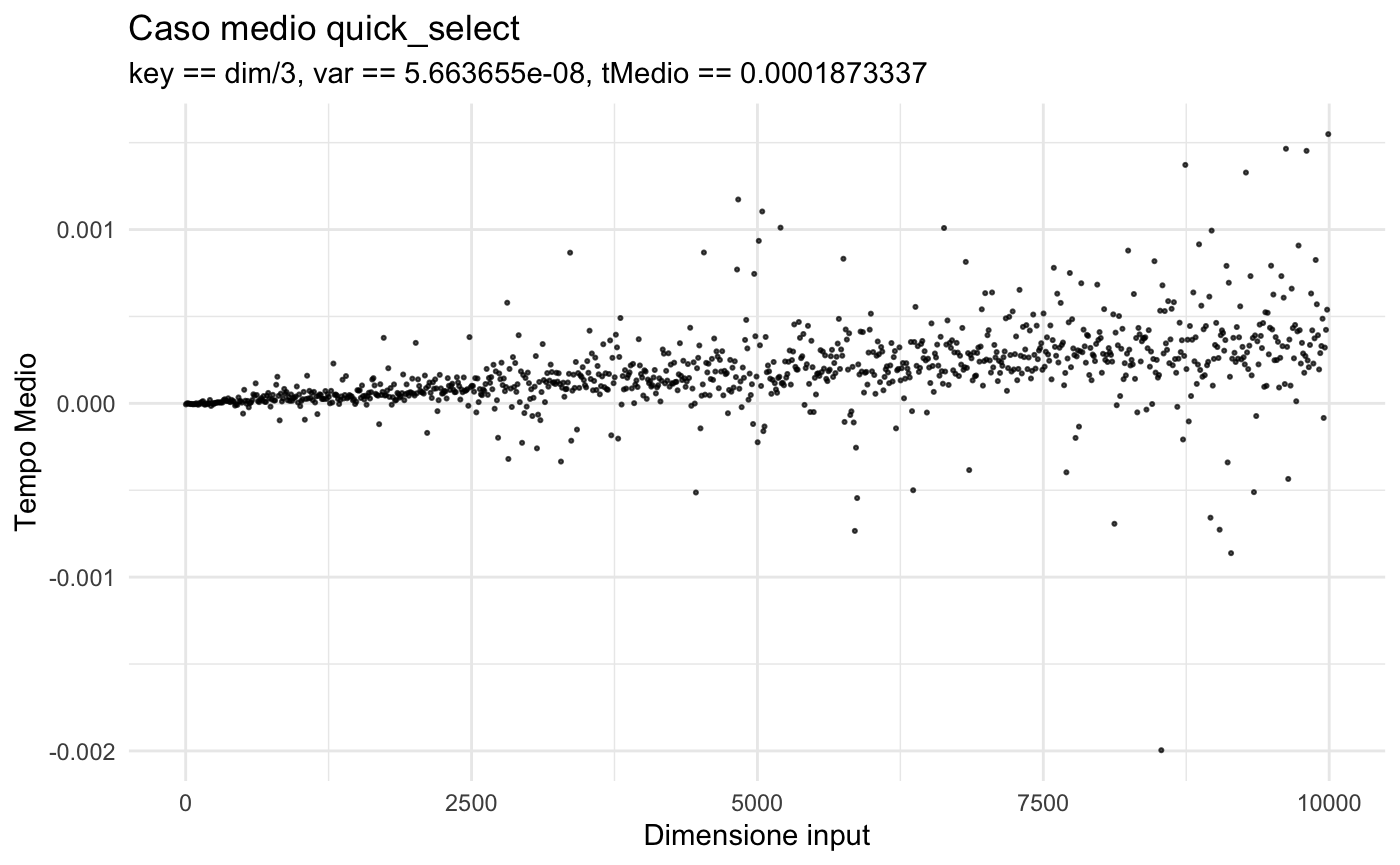 Caso medio quick_select
key == dim/3, var == 5.663655e-08, tMedio == 0.0001873337
Tempo Medio
0.001
0.000
-0.001
-0.002
0 2500 5000 7500 10000
Dimensione input